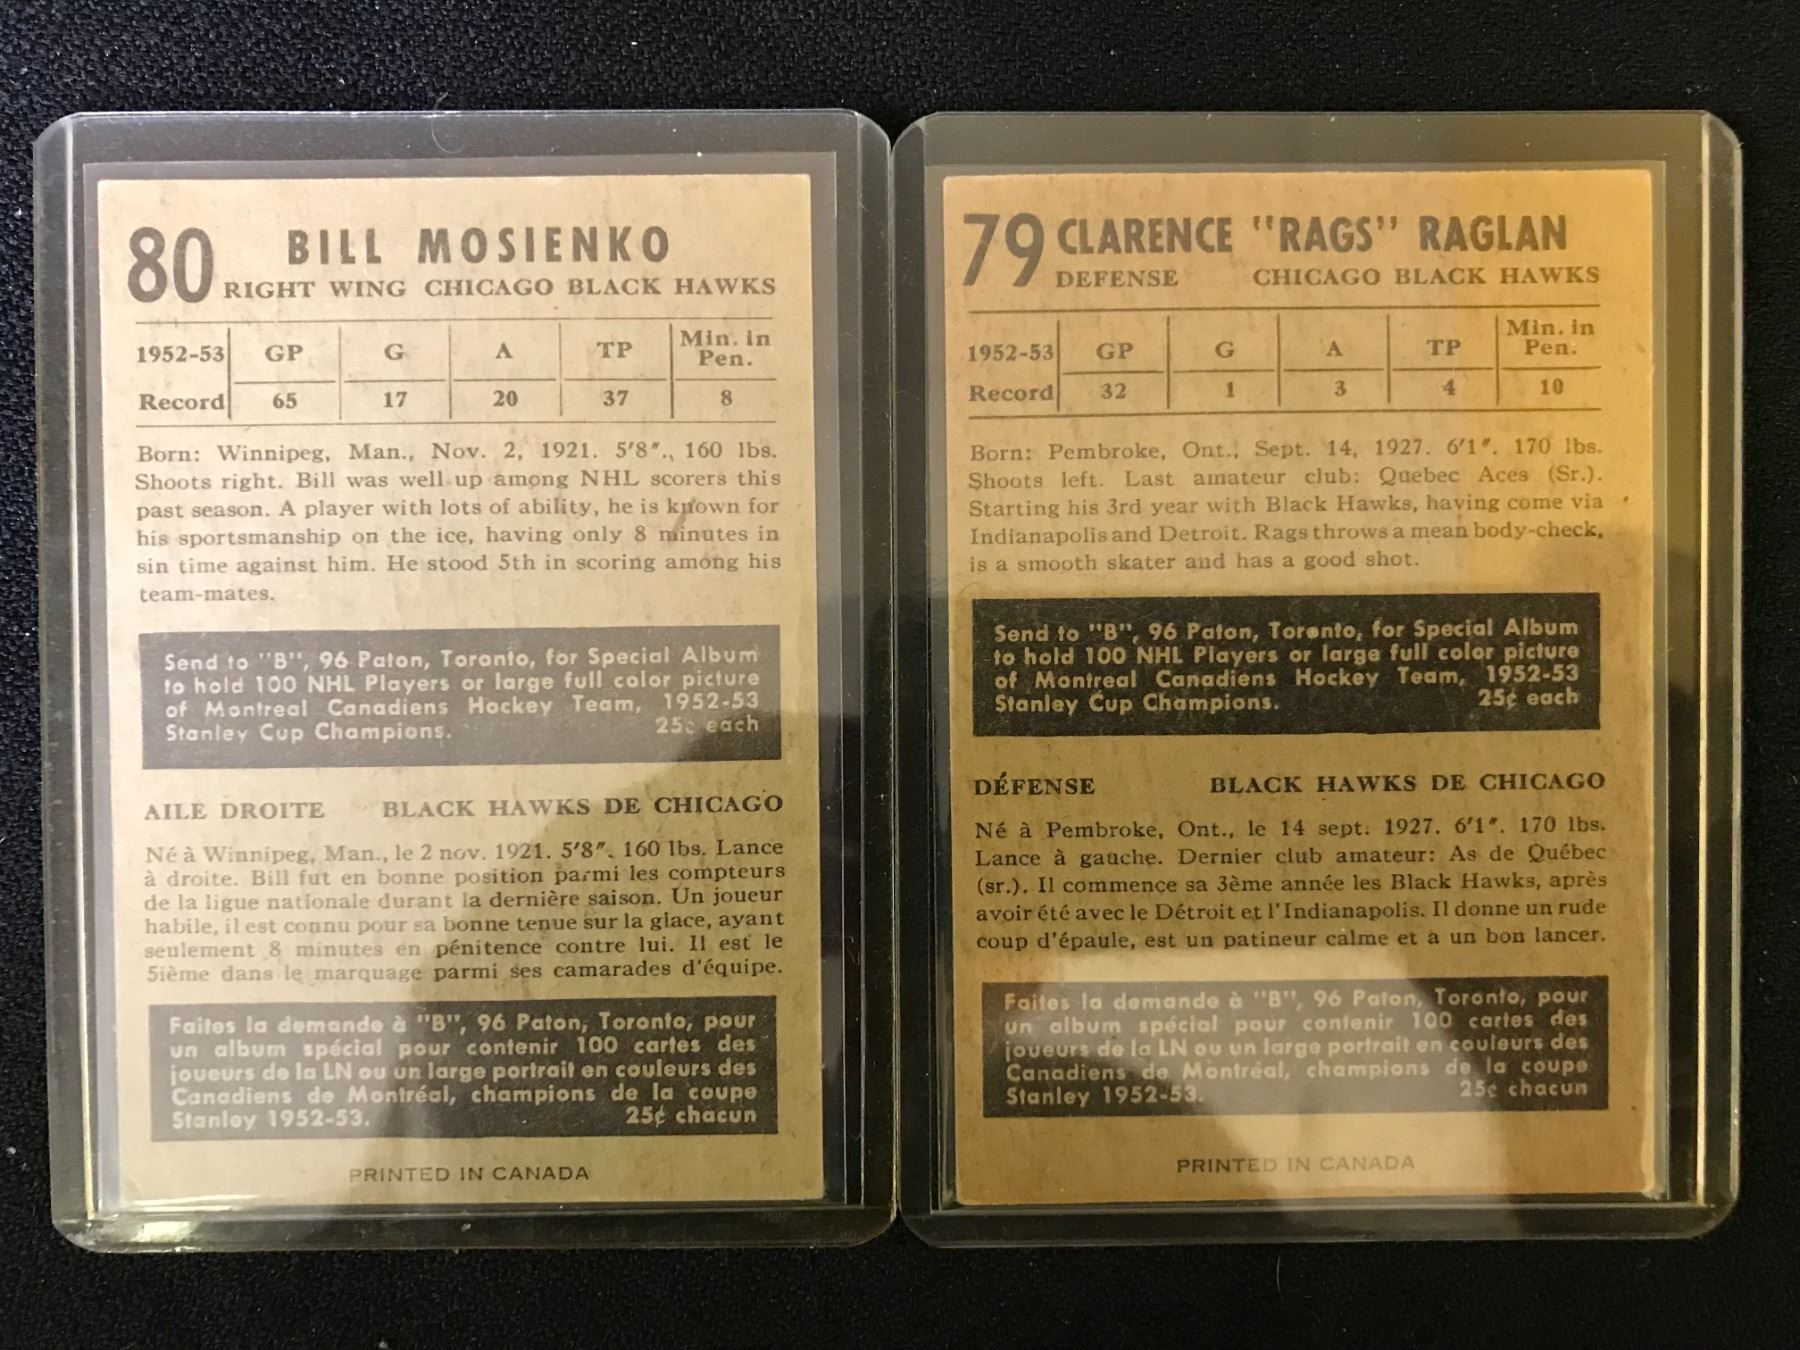 80 BILL MOSIENKO
RIGHT WING CHICAGO BLACK HAWKS
1952-53 GP G A TP Min. in Pen.
Record 65 17 20 37 8
Born: Winnipeg, Man., Nov. 2, 1921. 5'8"., 160 lbs.
Shoots right. Bill was well up among NHL scorers this
past season. A player with lots of ability, he is known for
his sportsmanship on the ice, having only 8 minutes in
sin time against him. He stood 5th in scoring among his
team-mates.
Send to "B", 96 Paton, Toronto, for Special Album
to hold 100 NHL Players or large full color picture
of Montreal Canadiens Hockey Team, 1952-53
Stanley Cup Champions. 25¢ each
AILE DROITE BLACK HAWKS DE CHICAGO
Né à Winnipeg, Man., le 2 nov. 1921. 5'8". 160 lbs. Lance
à droite. Bill fut en bonne position parmi les compteurs
de la ligue nationale durant la dernière saison. Un joueur
habile, il est connu pour sa bonne tenue sur la glace, ayant
seulement 8 minutes en pénitence contre lui. Il est le
5ième dans le marquage parmi ses camarades d'équipe.
Faites la demande à "B", 96 Paton, Toronto, pour
un album spécial pour contenir 100 cartes des
joueurs de la LN ou un large portrait en couleurs des
Canadiens de Montréal, champions de la coupe
Stanley 1952-53. 25¢ chacun
PRINTED IN CANADA
79 CLARENCE "RAGS" RAGLAN
DEFENSE CHICAGO BLACK HAWKS
1952-53 GP G A TP Min. in Pen.
Record 32 1 3 4 10
Born: Pembroke, Ont., Sept. 14, 1927. 6'1". 170 lbs.
Shoots left. Last amateur club: Quebec Aces (Sr.).
Starting his 3rd year with Black Hawks, having come via
Indianapolis and Detroit. Rags throws a mean body-check,
is a smooth skater and has a good shot.
Send to "B", 96 Paton, Toronto, for Special Album
to hold 100 NHL Players or large full color picture
of Montreal Canadiens Hockey Team, 1952-53
Stanley Cup Champions. 25¢ each
DÉFENSE BLACK HAWKS DE CHICAGO
Né à Pembroke, Ont., le 14 sept. 1927. 6'1". 170 lbs.
Lance à gauche. Dernier club amateur: As de Québec
(sr.). Il commence sa 3ème année les Black Hawks, après
avoir été avec le Détroit et l'Indianapolis. Il donne un rude
coup d'épaule, est un patineur calme et a un bon lancer.
Faites la demande à "B", 96 Paton, Toronto, pour
un album spécial pour contenir 100 cartes des
joueurs de la LN ou un large portrait en couleurs des
Canadiens de Montréal, champions de la coupe
Stanley 1952-53. 25¢ chacun
PRINTED IN CANADA